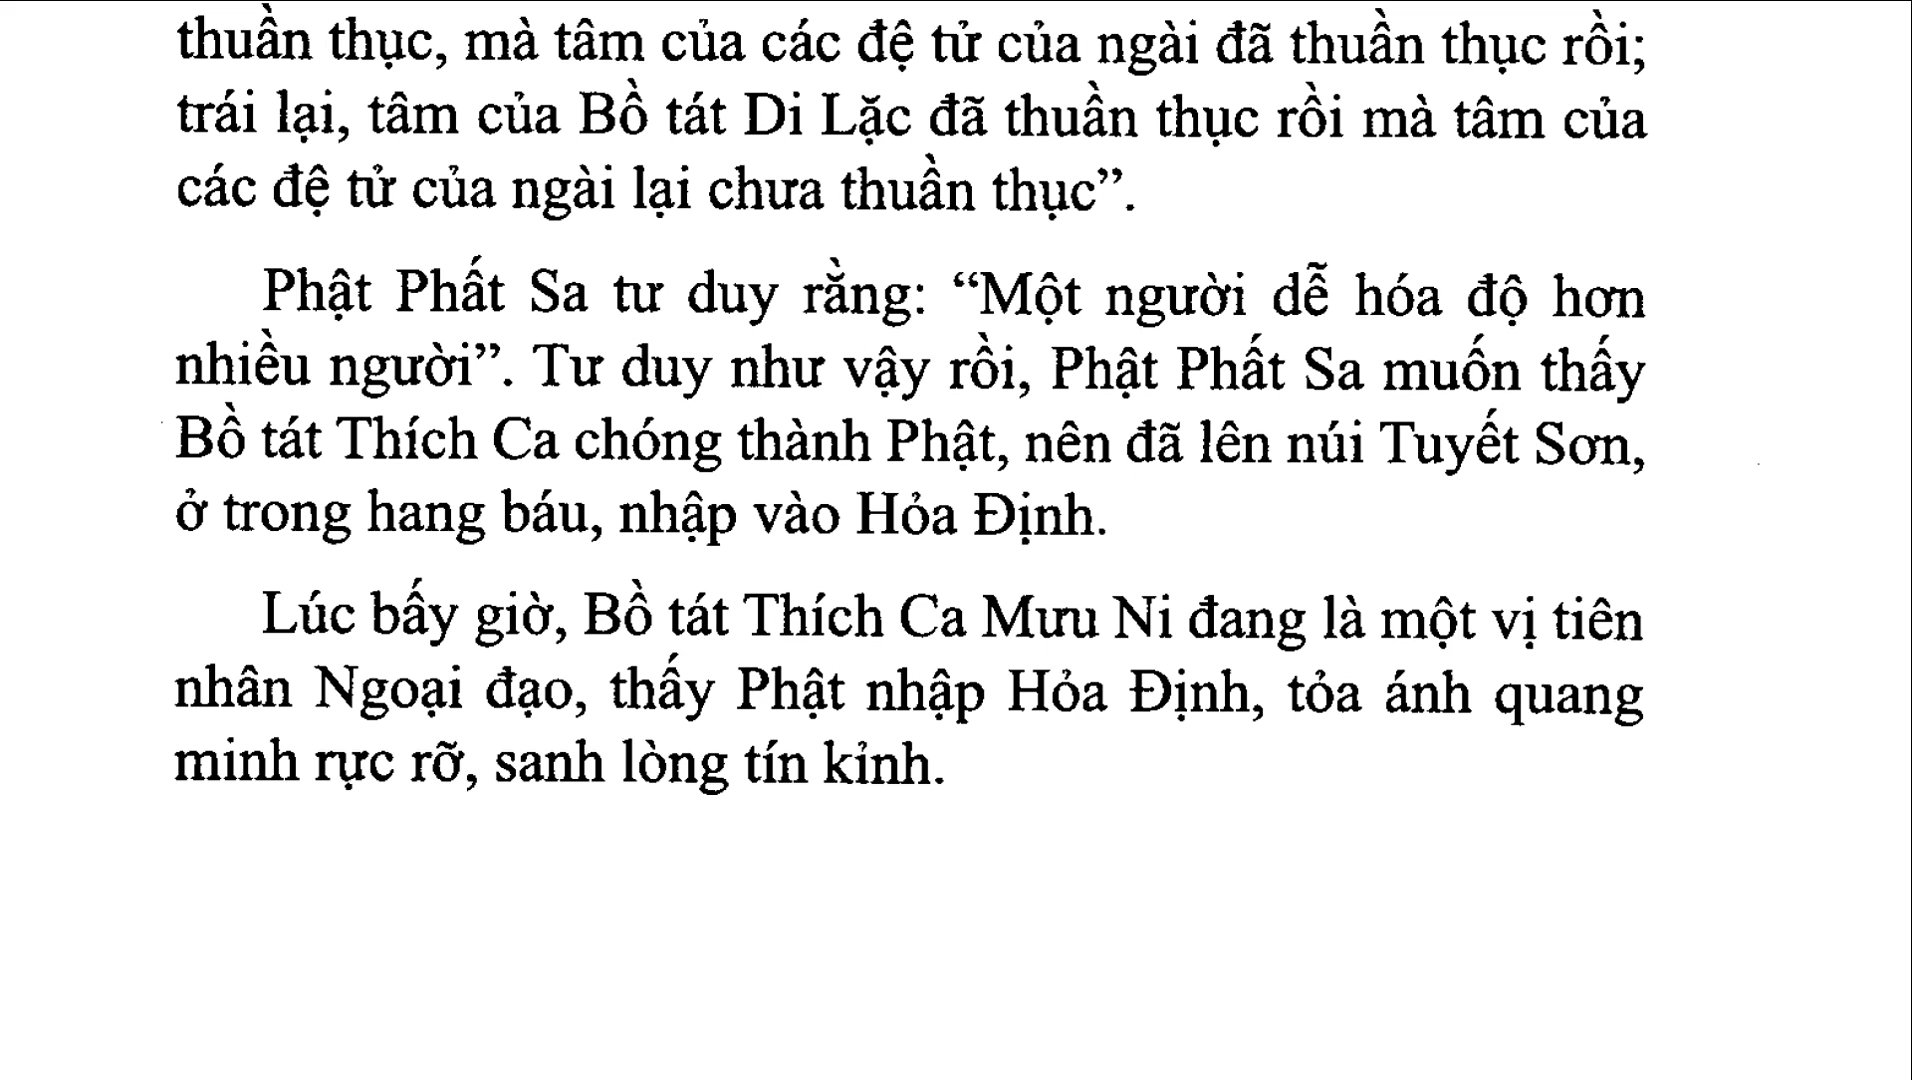 thuần thục, mà tâm của các đệ tử của ngài đã thuần thục rồi;
trái lại, tâm của Bồ tát Di Lặc đã thuần thục rồi mà tâm của
các đệ tử của ngài lại chưa thuần thục”.
Phật Phất Sa tư duy rằng: “Một người dễ hóa độ hơn
nhiều người”. Tư duy như vậy rồi, Phật Phất Sa muốn thấy
Bồ tát Thích Ca chóng thành Phật, nên đã lên núi Tuyết Sơn,
ở trong hang báu, nhập vào Hỏa Định.
Lúc bấy giờ, Bồ tát Thích Ca Mưu Ni đang là một vị tiên
nhân Ngoại đạo, thấy Phật nhập Hỏa Định, tỏa ánh quang
minh rực rỡ, sanh lòng tín kỉnh.